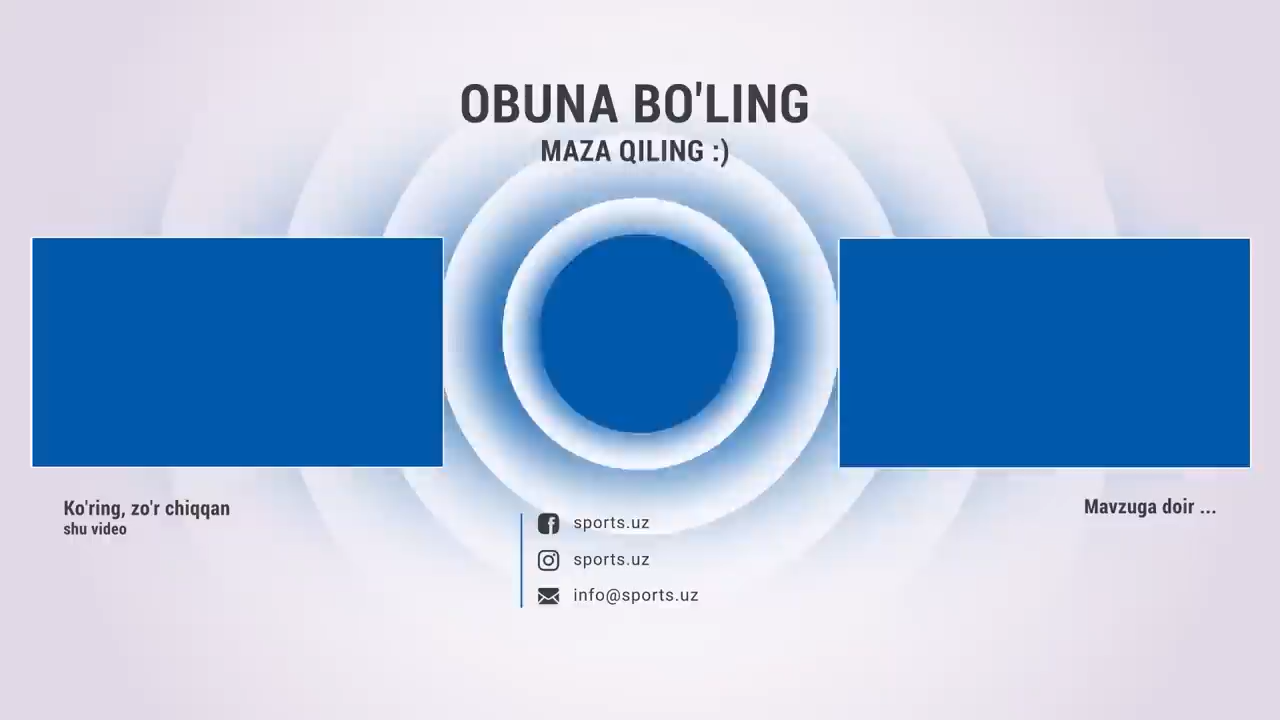 OBUNA BO'LING
MAZA QILING :)
Ko'ring, zo'r chiqqan
shu video
Mavzuga doir ...
sports.uz
sports.uz
info@sports.uz